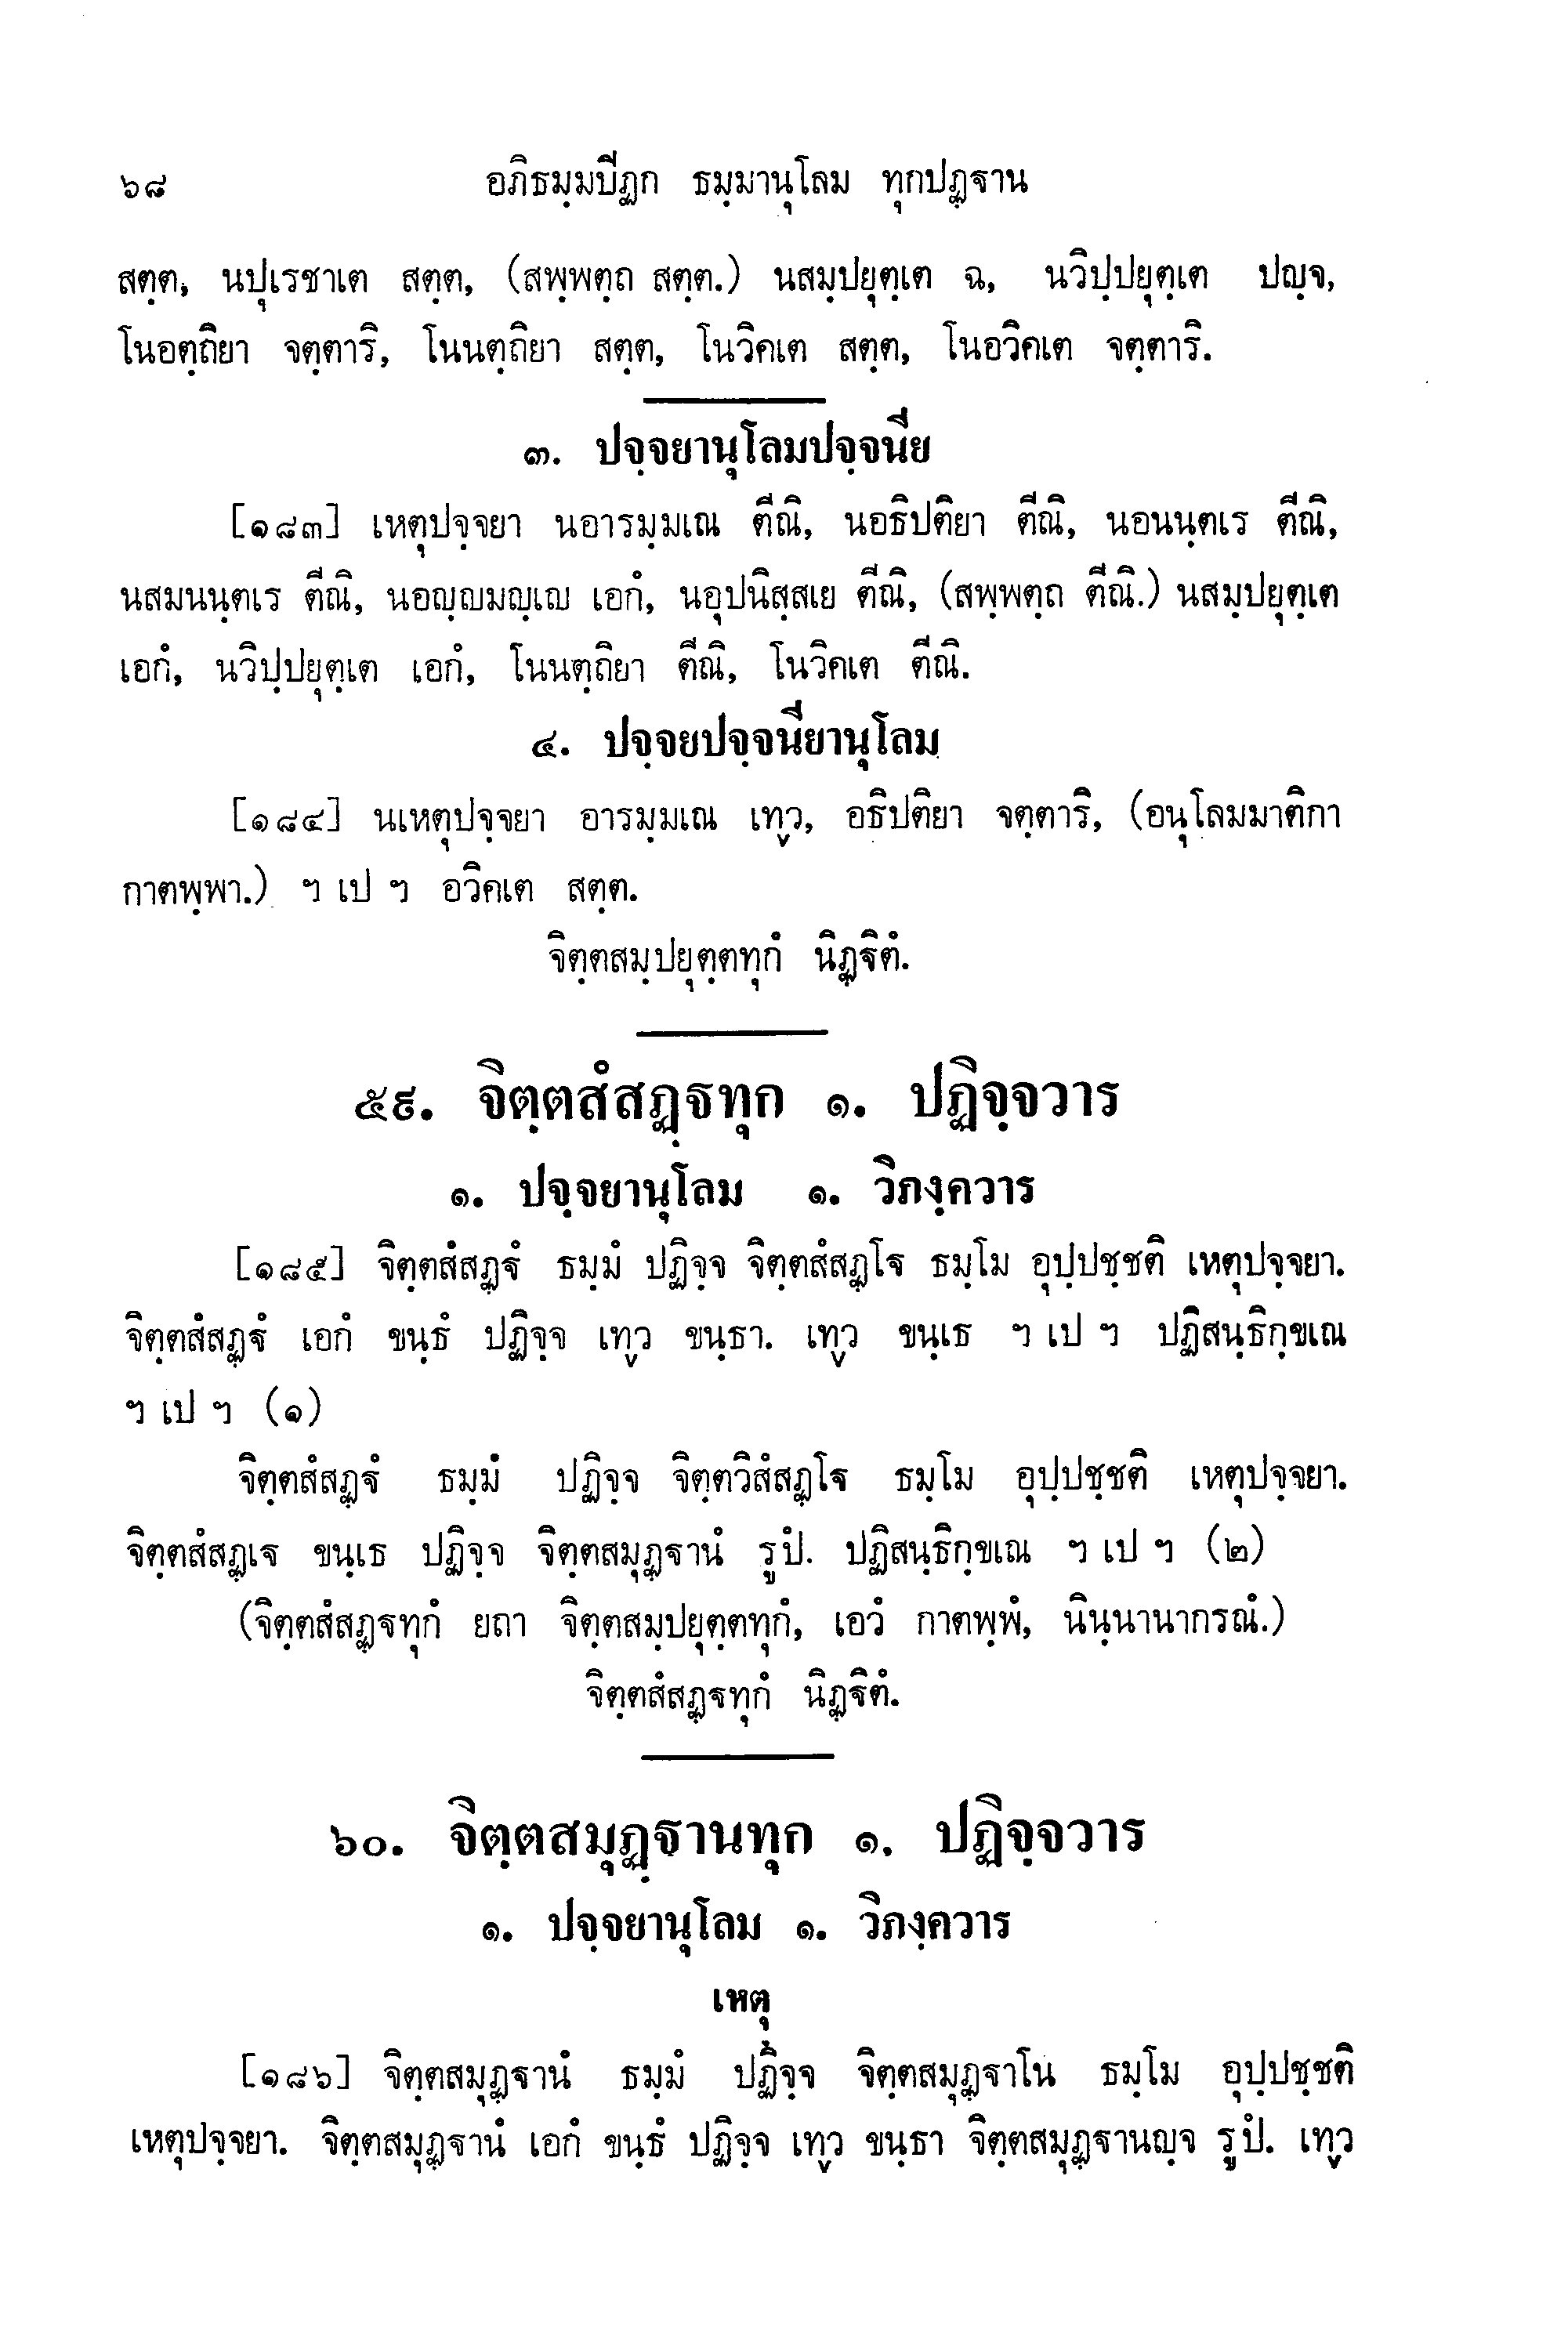 ๖๘ อภิธมฺมปีฏก ธมฺมานุโลม ทุกปฏฺฐาน
สตฺต, นปุเรชาเต สตฺต, (สพฺพตฺถ สตฺต.) นสมฺปยุตฺเต ฉ, นวิปฺปยุตฺเต ปญฺจ,
โนอตฺถิยา จตฺตาริ, โนนตฺถิยา สตฺต, โนวิคเต สตฺต, โนอวิคเต จตฺตาริ.
๓. ปจฺจยานุโลมปจฺจนีย
[๑๘๓] เหตุปจฺจยา นอารมฺมเณ ตีณิ, นอธิปติยา ตีณิ, นอนนฺตเร ตีณิ,
นสมนนฺตเร ตีณิ, นอญฺญมญฺเญ เอกํ, นอุปนิสฺสเย ตีณิ, (สพฺพตฺถ ตีณิ.) นสมฺปยุตฺเต
เอกํ, นวิปฺปยุตฺเต เอกํ, โนนตฺถิยา ตีณิ, โนวิคเต ตีณิ.
๔. ปจฺจยปจฺจนียานุโลม
[๑๘๔] นเหตุปจฺจยา อารมฺมเณ เทฺว, อธิปติยา จตฺตาริ, (อนุโลมมาติกา
กาตพฺพา.) ฯ เป ฯ อวิคเต สตฺต.
จิตฺตสมฺปยุตฺตทุกํ นิฏฺฐิตํ.
๕๙. จิตฺตสํสฏฺฐทุก ๑. ปฏิจฺจวาร
๑. ปจฺจยานุโลม ๑. วิภงฺควาร
[๑๘๕] จิตฺตสํสฏฺฐํ ธมฺมํ ปฏิจฺจ จิตฺตสํสฏฺโฐ ธมฺโม อุปฺปชฺชติ เหตุปจฺจยา.
จิตฺตสํสฏฺฐํ เอกํ ขนฺธํ ปฏิจฺจ เทฺว ขนฺธา. เทฺว ขนฺเธ ฯ เป ฯ ปฏิสนฺธิกฺขเณ
ฯ เป ฯ (๑)
จิตฺตสํสฏฺฐํ ธมฺมํ ปฏิจฺจ จิตฺตวิสํสฏฺโฐ ธมฺโม อุปฺปชฺชติ เหตุปจฺจยา.
จิตฺตสํสฏฺเฐ ขนฺเธ ปฏิจฺจ จิตฺตสมุฏฺฐานํ รูปํ. ปฏิสนฺธิกฺขเณ ฯ เป ฯ (๒)
(จิตฺตสํสฏฺฐทุกํ ยถา จิตฺตสมฺปยุตฺตทุกํ, เอวํ กาตพฺพํ, นินฺนานากรณํ.)
จิตฺตสํสฏฺฐทุกํ นิฏฺฐิตํ.
๖๐. จิตฺตสมุฏฺฐานทุก ๑. ปฏิจฺจวาร
๑. ปจฺจยานุโลม ๑. วิภงฺควาร
เหตุ
[๑๘๖] จิตฺตสมุฏฺฐานํ ธมฺมํ ปฏิจฺจ จิตฺตสมุฏฺฐาโน ธมฺโม อุปฺปชฺชติ
เหตุปจฺจยา. จิตฺตสมุฏฺฐานํ เอกํ ขนฺธํ ปฏิจฺจ เทฺว ขนฺธา จิตฺตสมุฏฺฐานญฺจ รูปํ. เทฺว